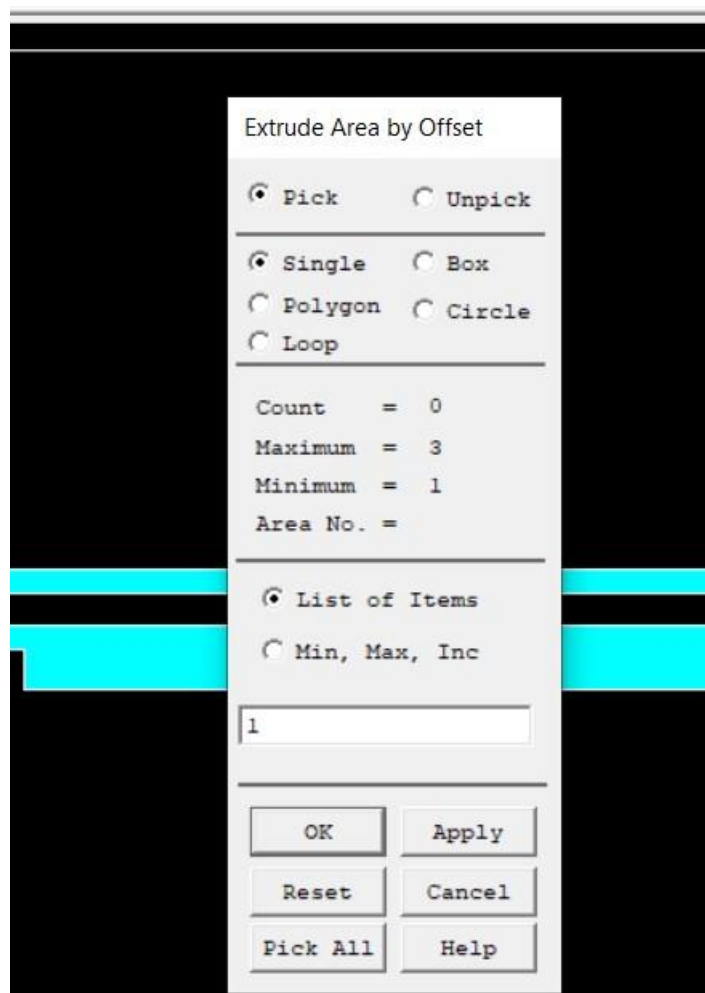 Extrude Area by Offset
Pick Unpick
Single Box
Polygon Circle
Loop
Count = 0
Maximum = 3
Minimum = 1
Area No. =
List of Items
Min, Max, Inc
1
OK Apply
Reset Cancel
Pick All Help